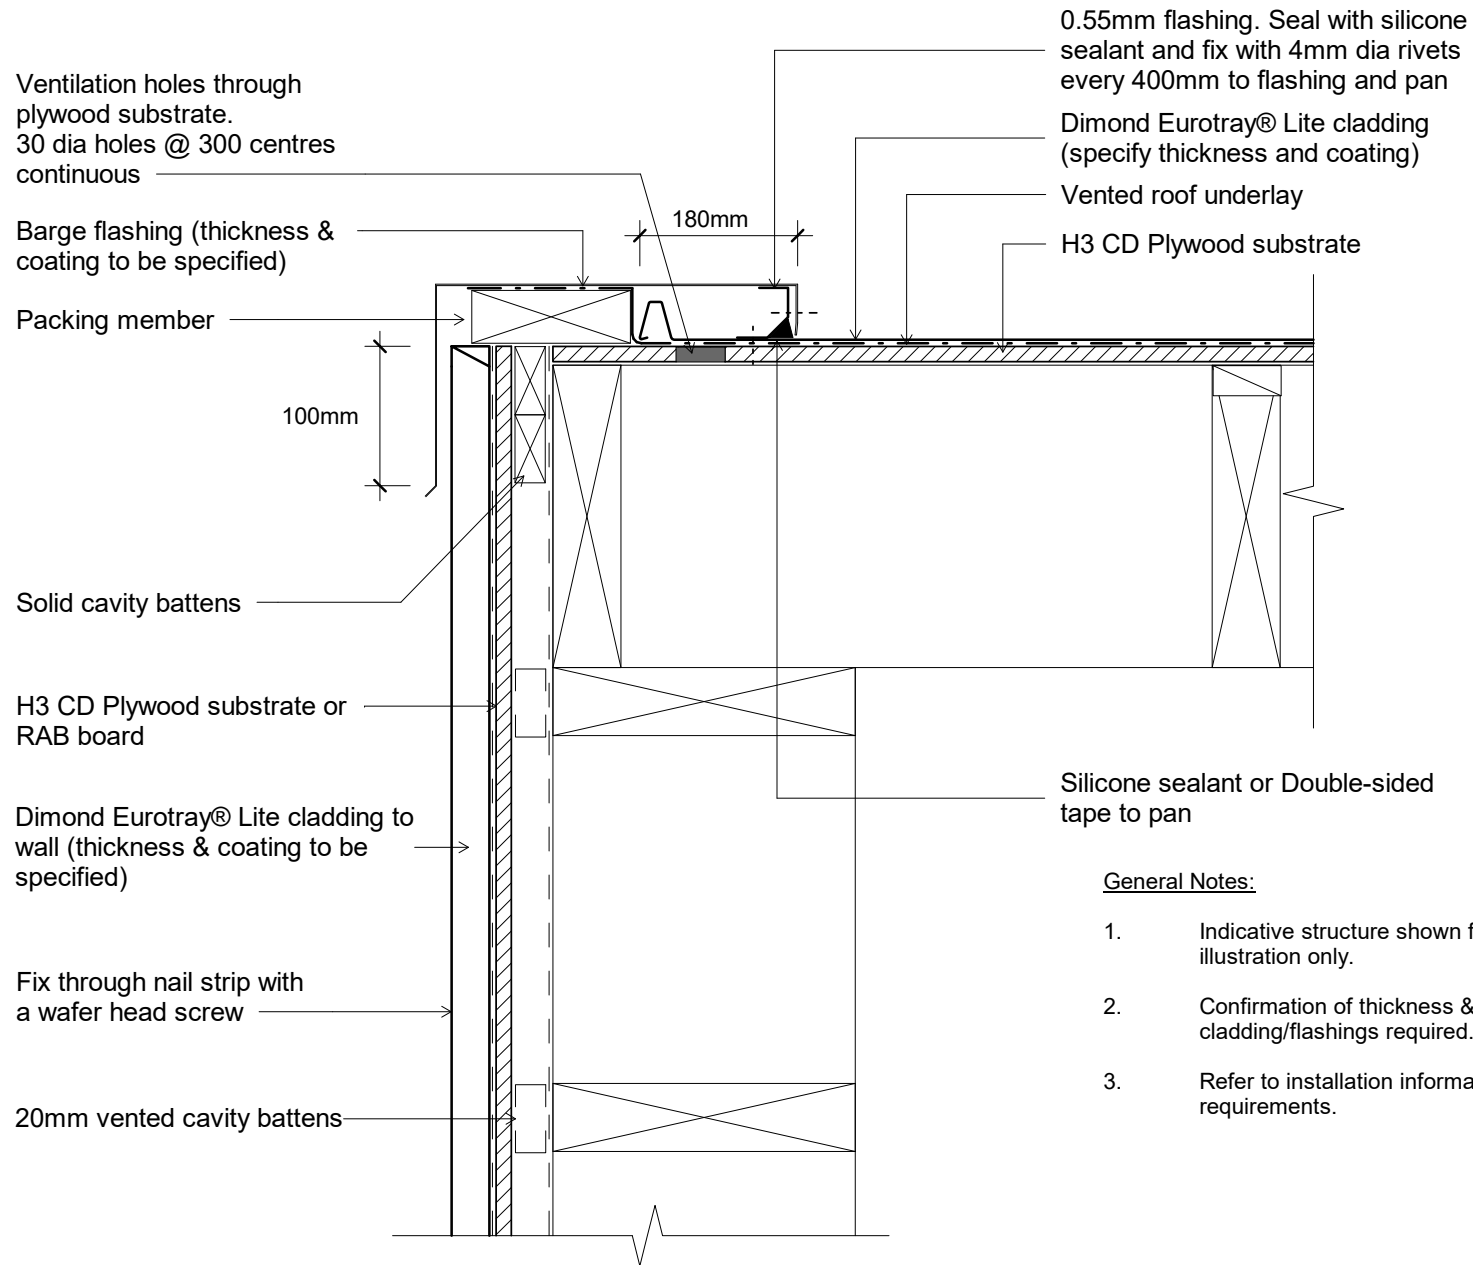 0.55mm flashing. Seal with silicone
sealant and fix with 4mm dia rivets
every 400mm to flashing and pan
Ventilation holes through
plywood substrate.
30 dia holes @ 300 centres
continuous
Dimond Eurotray® Lite cladding
(specify thickness and coating)
Vented roof underlay
Barge flashing (thickness &
coating to be specified)
180mm
H3 CD Plywood substrate
Packing member
100mm
Solid cavity battens
H3 CD Plywood substrate or
RAB board
Silicone sealant or Double-sided
tape to pan
Dimond Eurotray® Lite cladding to
wall (thickness & coating to be
specified)
Fix through nail strip with
a wafer head screw
20mm vented cavity battens
General Notes:
1. Indicative structure shown
illustration only.
2. Confirmation of thickness &
cladding/flashings required.
3. Refer to installation
requirements.